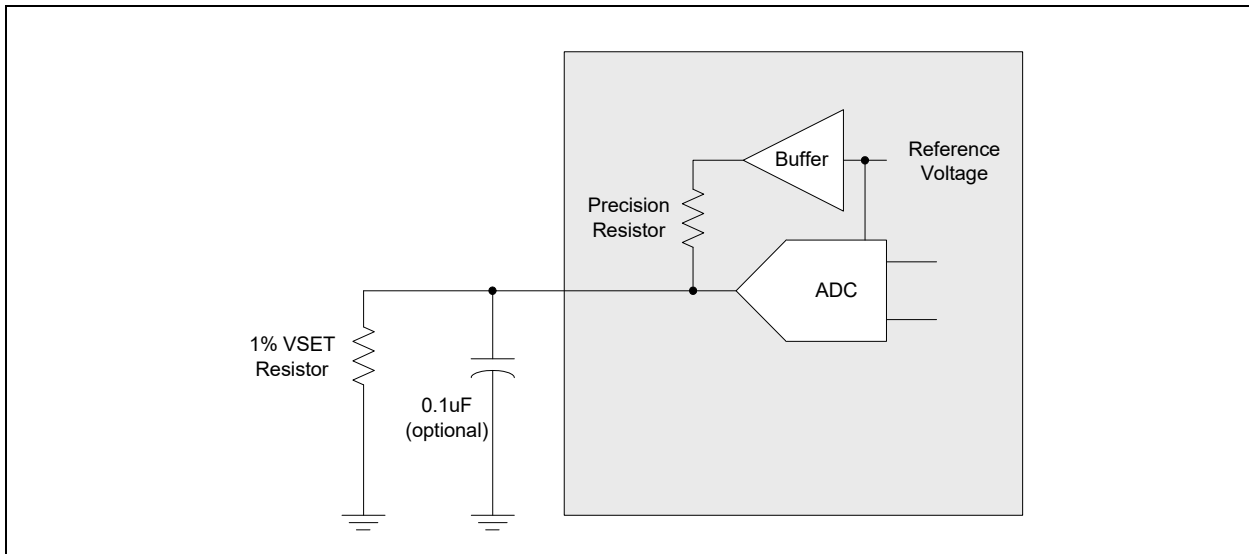 Buffer
Reference
Voltage
Precision
Resistor
ADC
1% VSET
Resistor
0.1uF
(optional)